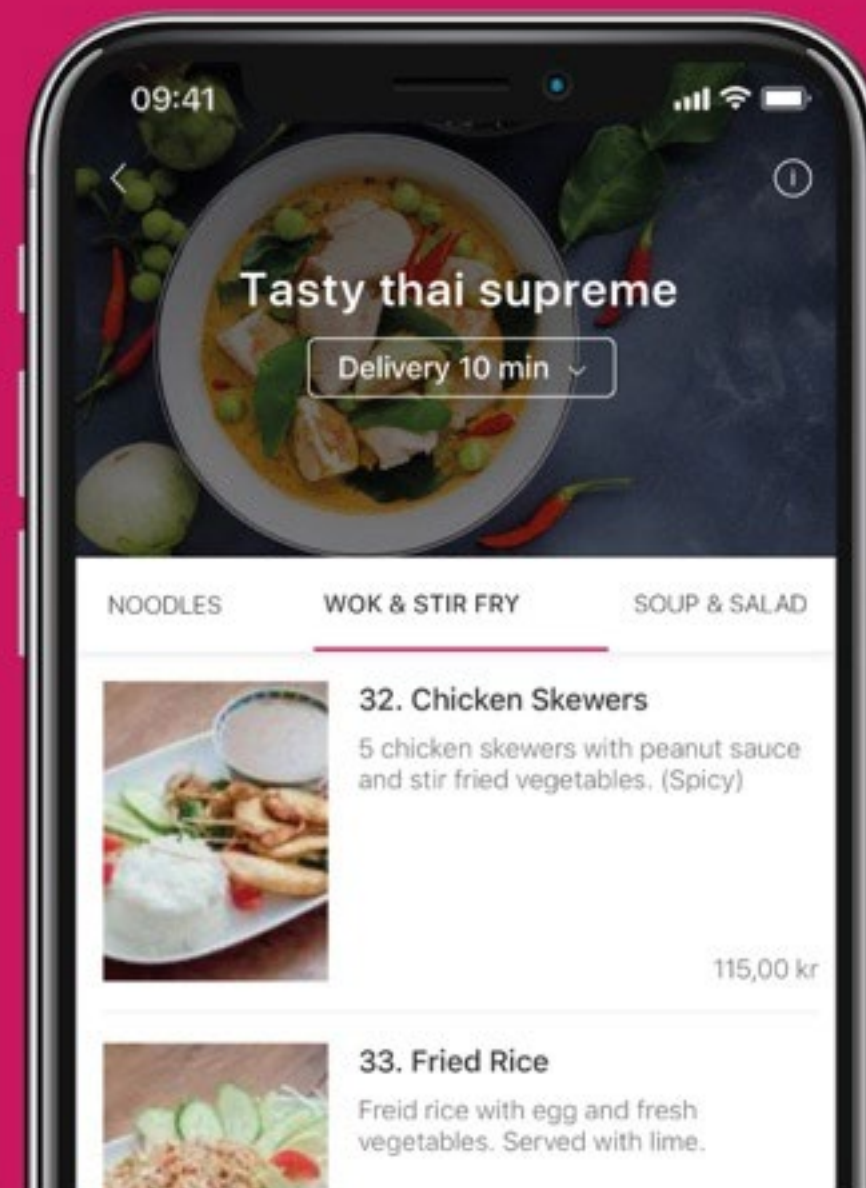 09:41
Tasty thai supreme
Delivery 10 min
NOODLES WOK & STIR FRY SOUP & SALAD
32. Chicken Skewers
5 chicken skewers with peanut sauce
and stir fried vegetables. (Spicy)
115,00 kr
33. Fried Rice
Freid rice with egg and fresh
vegetables. Served with lime.